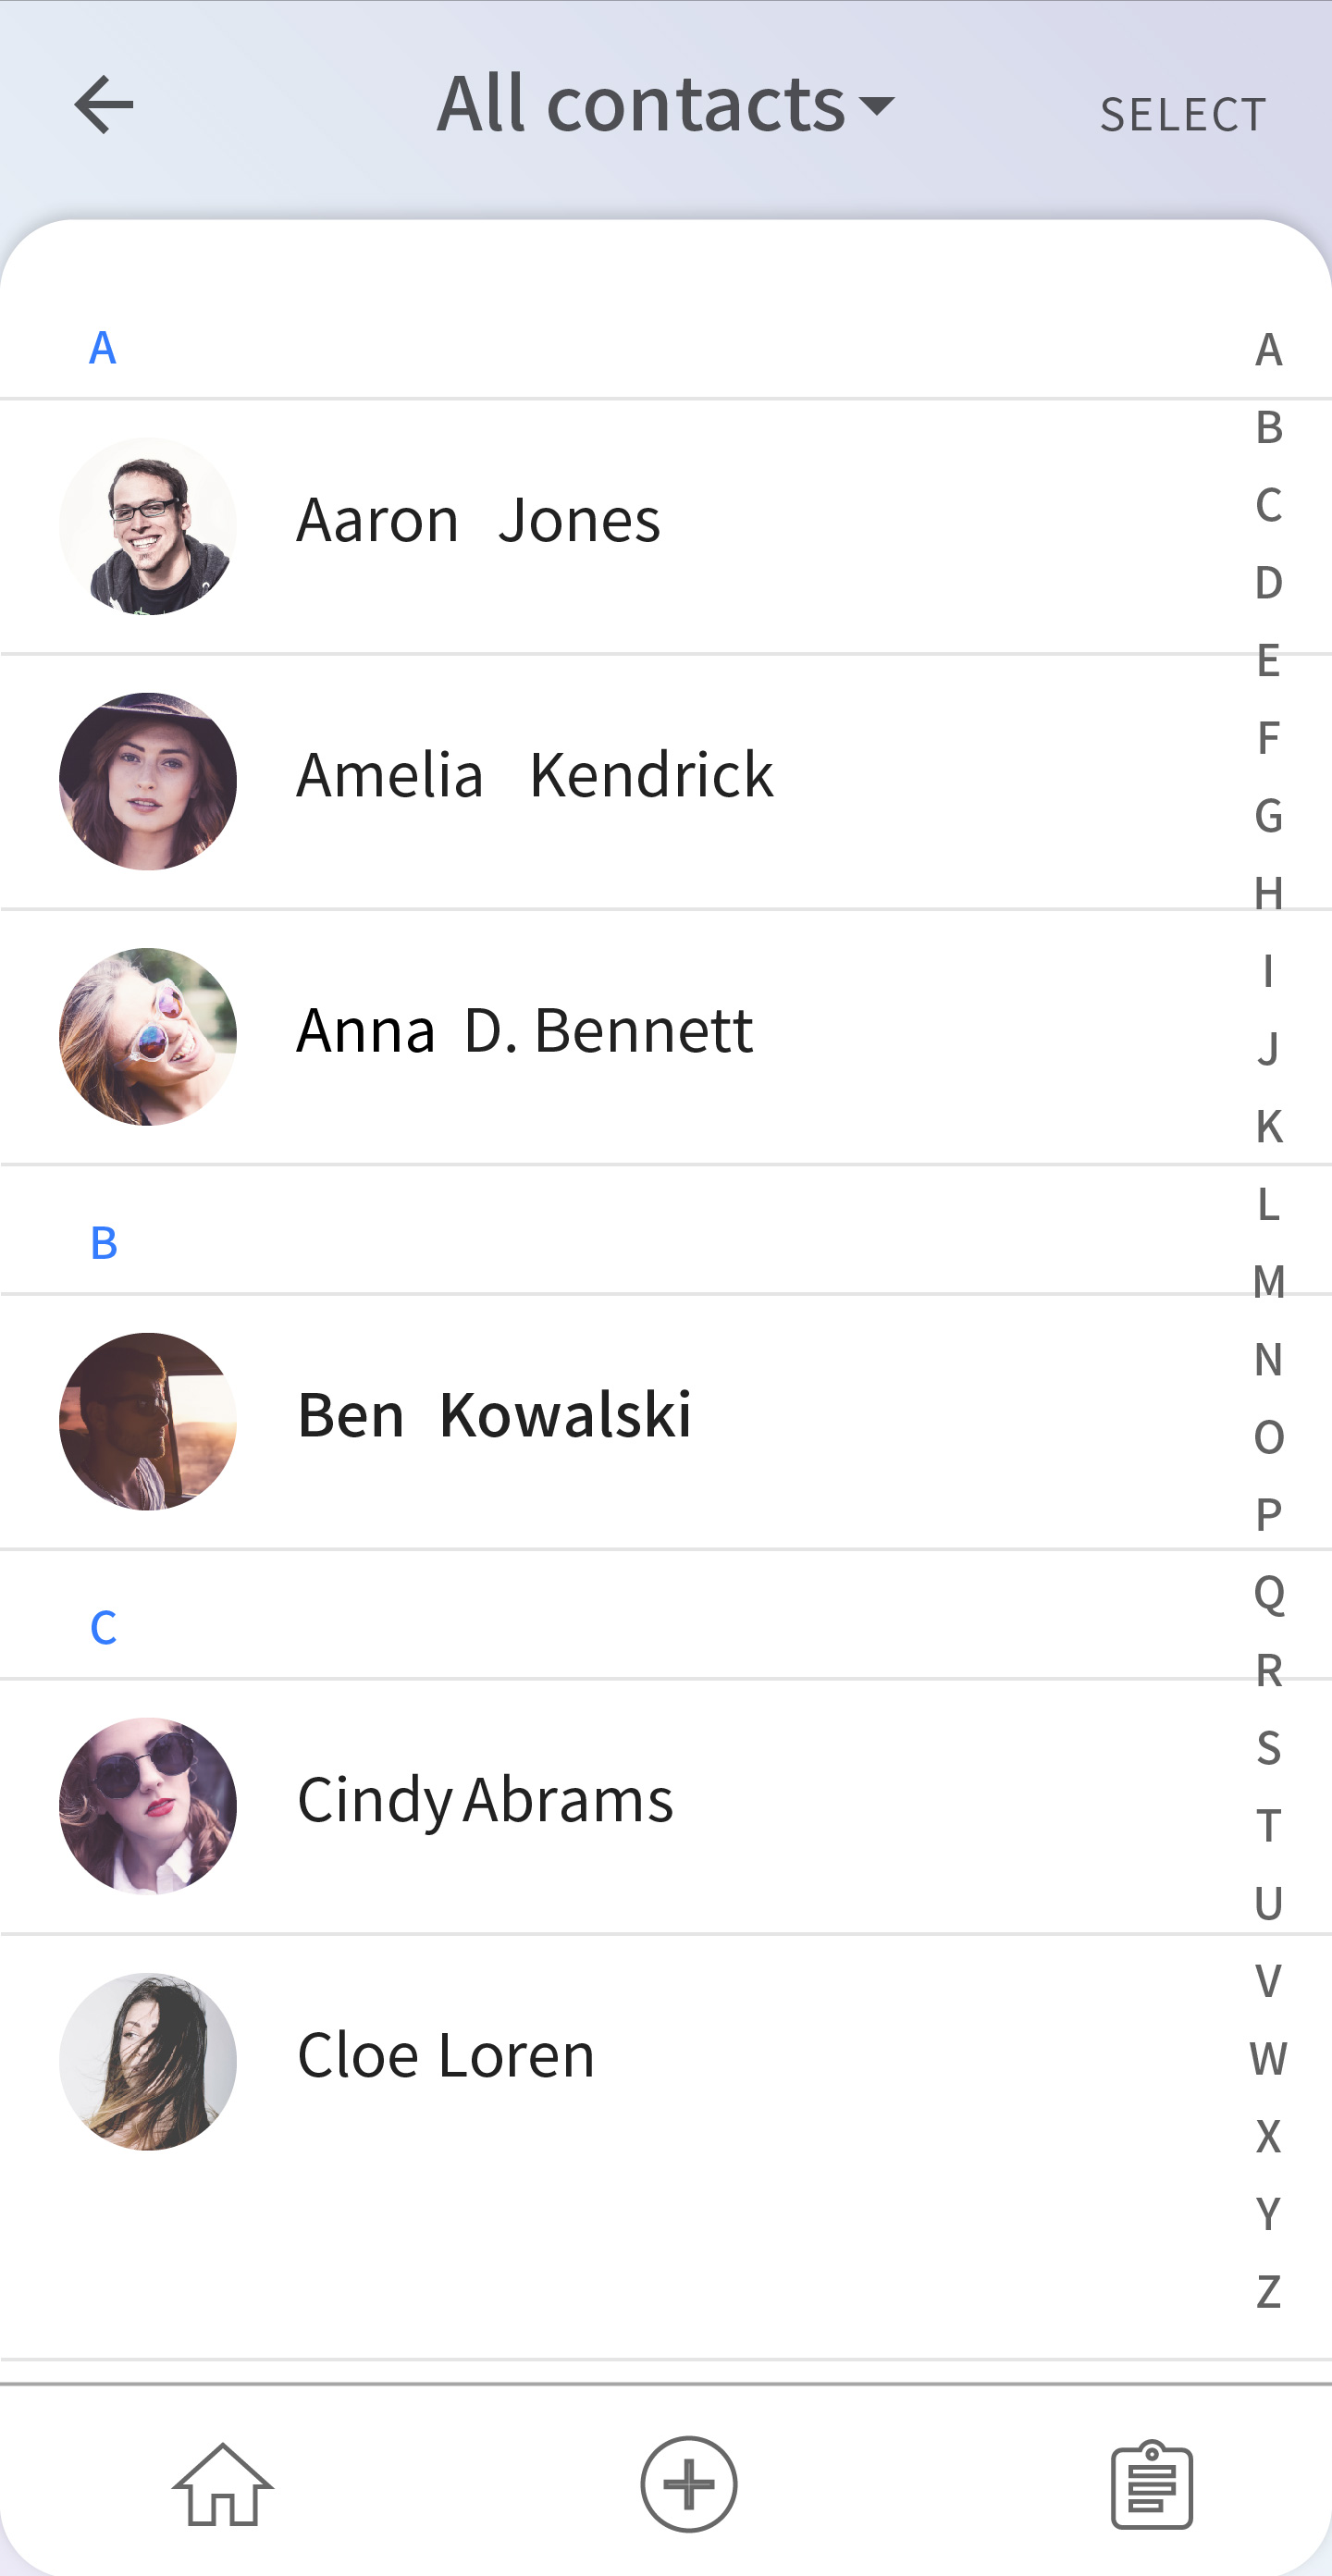 All contacts
SELECT
A
Aaron Jones
Amelia Kendrick
Anna D. Bennett
B
Ben Kowalski
C
Cindy Abrams
Cloe Loren
A
B
C
D
E
F
G
H
I
J
K
L
M
N
O
P
Q
R
S
T
U
V
W
X
Y
Z